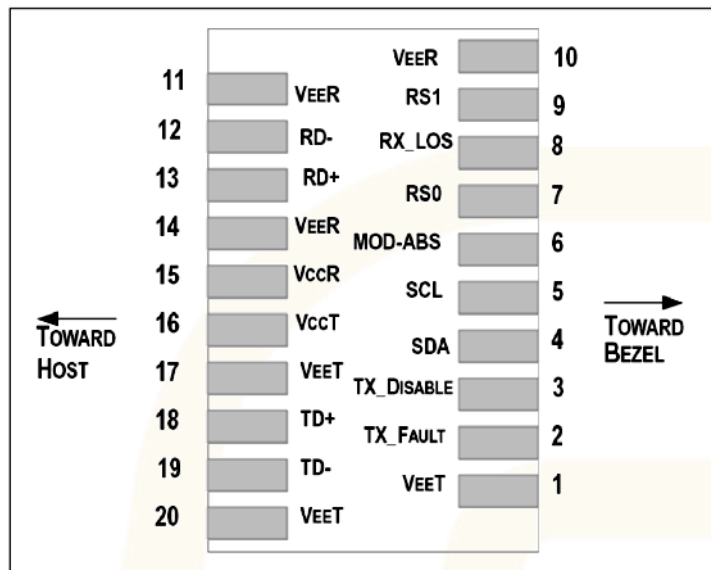 VEER 10
11 VEER
RS1 9
12 RD-
RX_LOS 8
13 RD+
RS0 7
14 VEER
MOD-ABS 6
15 VCCR
SCL 5
16 VCCT
SDA 4
TOWARD
HOST
TOWARD
BEZEL
17 VEET
TX_DISABLE 3
18 TD+
TX_FAULT 2
19 TD-
VEET 1
20 VEET